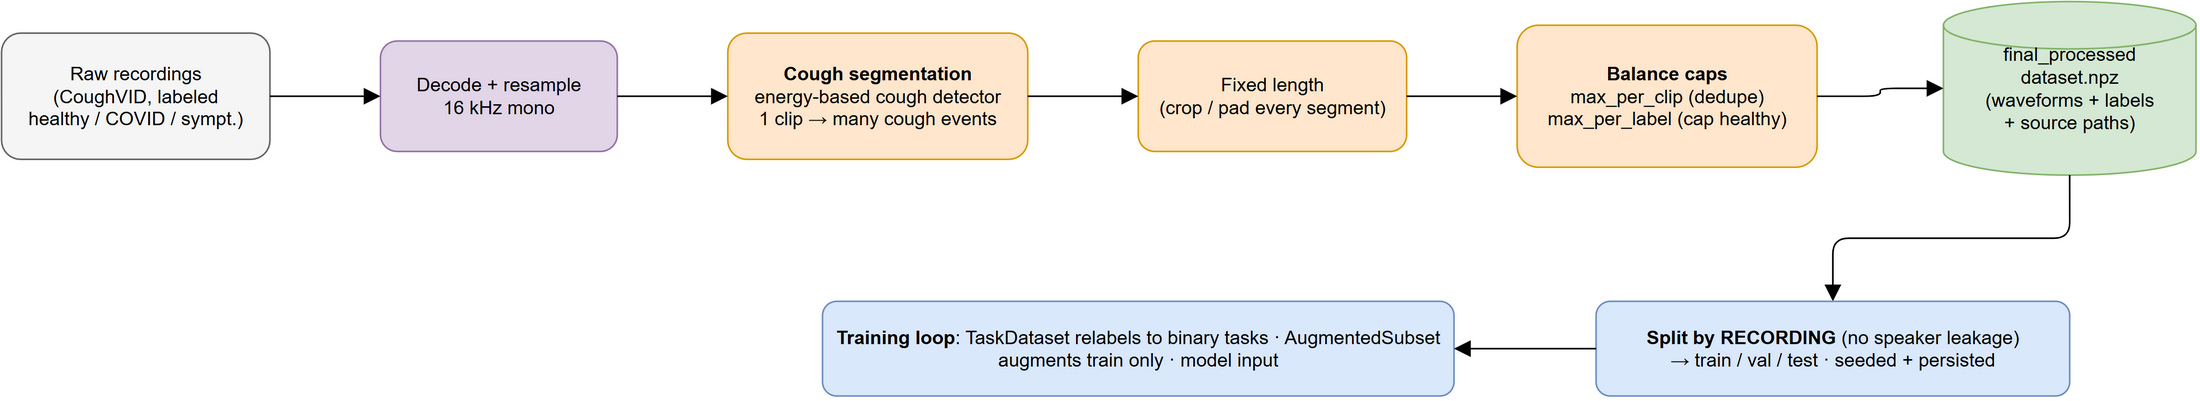 Raw recordings
(CoughVID, labeled
healthy / COVID / sympt.)
Decode + resample
16 kHz mono
Cough segmentation
energy-based cough detector
1 clip → many cough events
Fixed length
(crop / pad every segment)
Balance caps
max_per_clip (dedupe)
max_per_label (cap healthy)
final_processed
dataset.npz
(waveforms + labels
+ source paths)
Split by RECORDING (no speaker leakage)
→ train / val / test · seeded + persisted
Training loop: TaskDataset relabels to binary tasks · AugmentedSubset
augments train only · model input